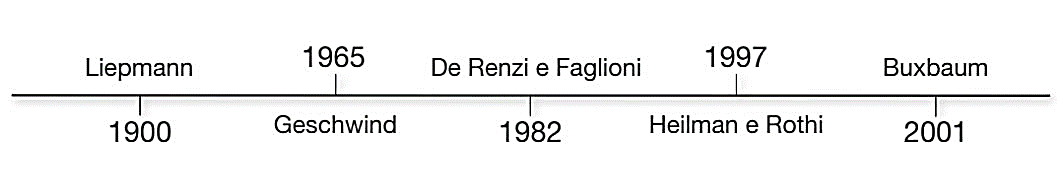 Liepmann
1900
1965
Geschwind
De Renzi e Faglioni
1982
1997
Heilman e Rothi
Buxbaum
2001